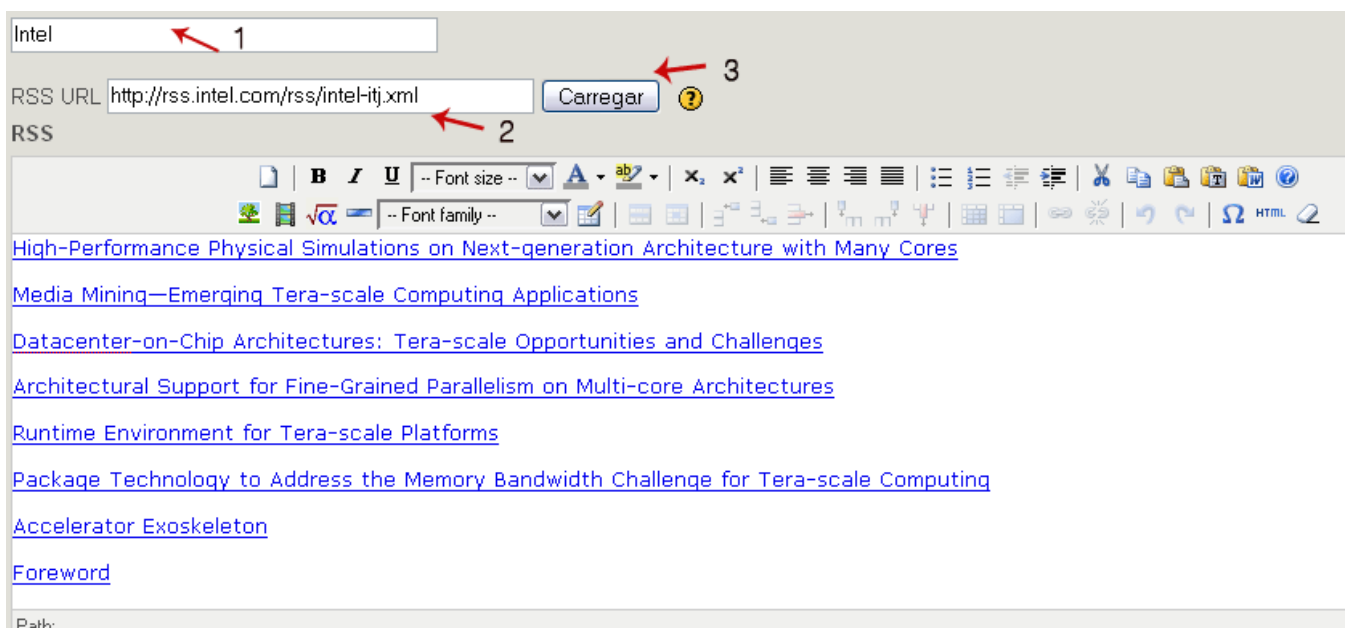 Intel
1
3
RSS URL http://rss.intel.com/rss/intel-itj.xml Carregar ?
2
RSS
B I U -- Font size -- A ab x₂ x² ?
√α -- Font family -- Ω HTML
High-Performance Physical Simulations on Next-generation Architecture with Many Cores
Media Mining—Emerging Tera-scale Computing Applications
Datacenter-on-Chip Architectures: Tera-scale Opportunities and Challenges
Architectural Support for Fine-Grained Parallelism on Multi-core Architectures
Runtime Environment for Tera-scale Platforms
Package Technology to Address the Memory Bandwidth Challenge for Tera-scale Computing
Accelerator Exoskeleton
Foreword
Path: